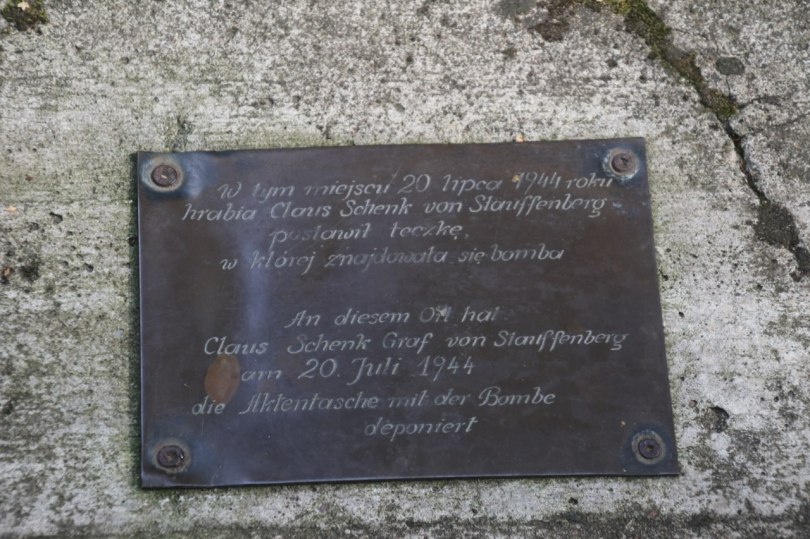 W tym miejscu 20 lipca 1944 roku
hrabia Claus Schenk von Stauffenberg -
postawił teczkę,
w której znajdowała się bomba
An diesem Ort hat
Claus Schenk Graf von Stauffenberg
am 20. Juli 1944
die Aktentasche mit der Bombe
deponiert